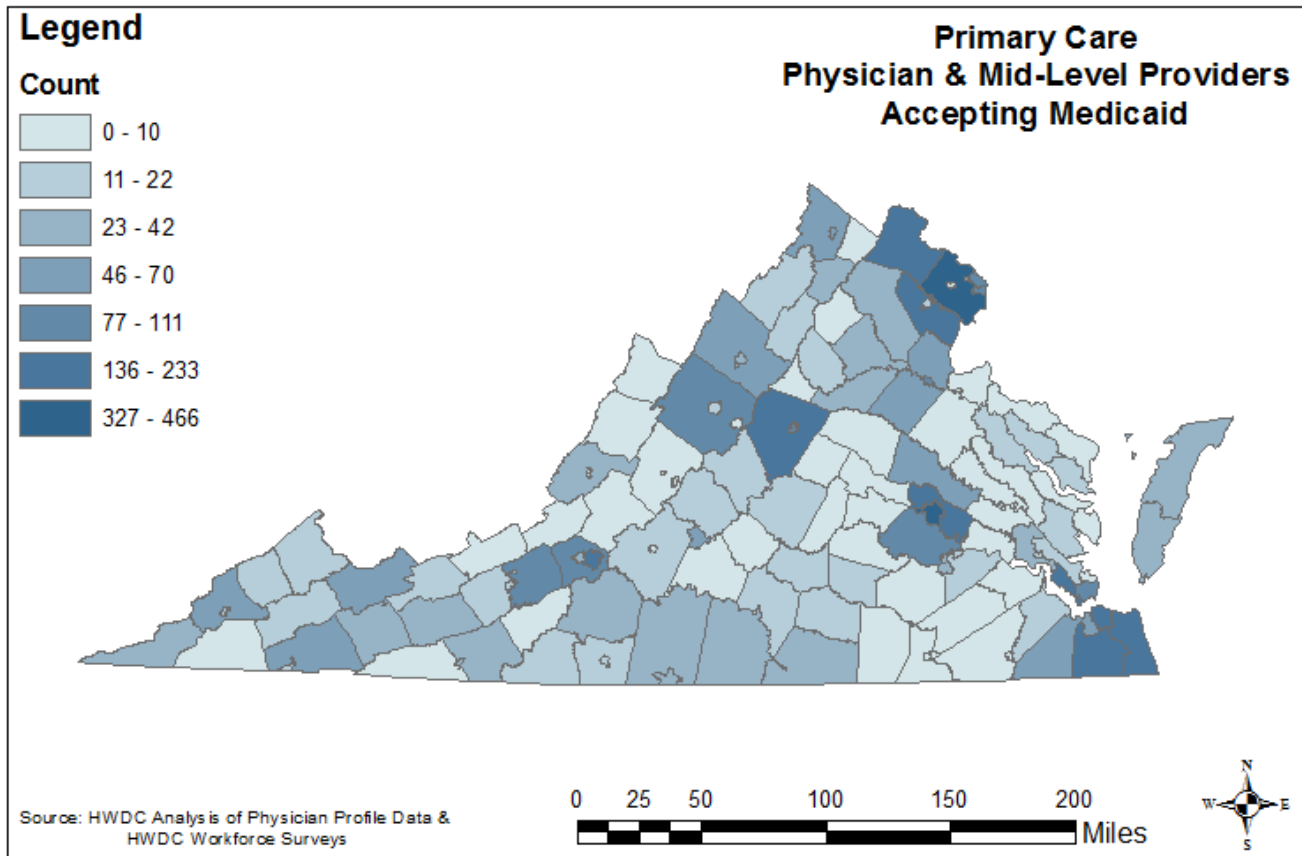 Legend
Primary Care
Physician & Mid-Level Providers
Accepting Medicaid
Count
0 - 10
11 - 22
23 - 42
46 - 70
77 - 111
136 - 233
327 - 466
Source: HWDC Analysis of Physician Profile Data &
HWDC Workforce Surveys
0 25 50 100 150 200
Miles
N
W E
S